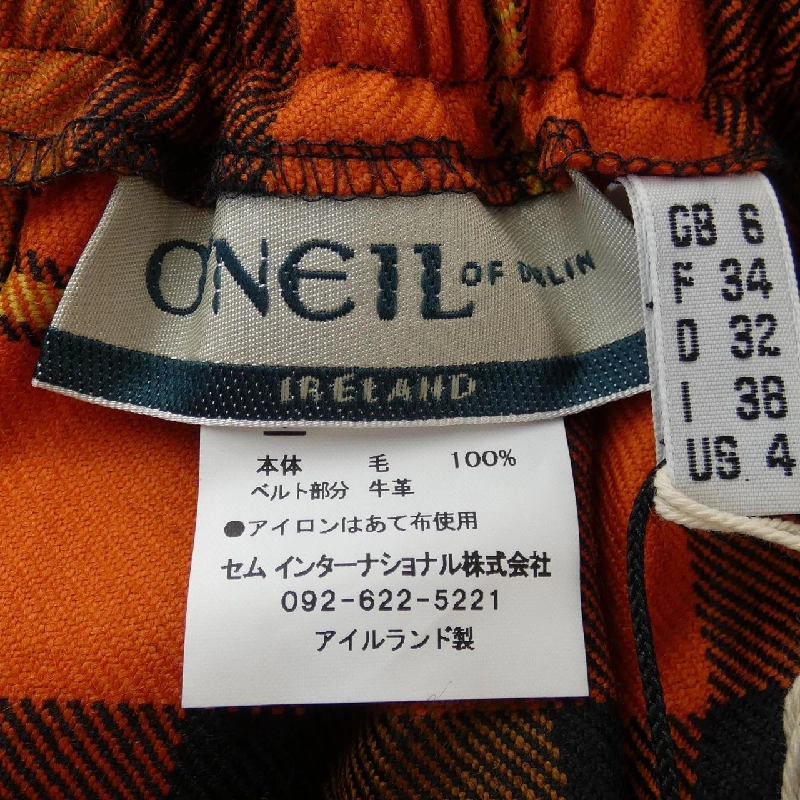 O'NEIL OF DUBLIN
IRELAND
GB 6
F 34
D 32
I 38
US 4
本体 毛 100%
ベルト部分 牛革
●アイロンはあて布使用
セム インターナショナル株式会社
092-622-5221
アイルランド製